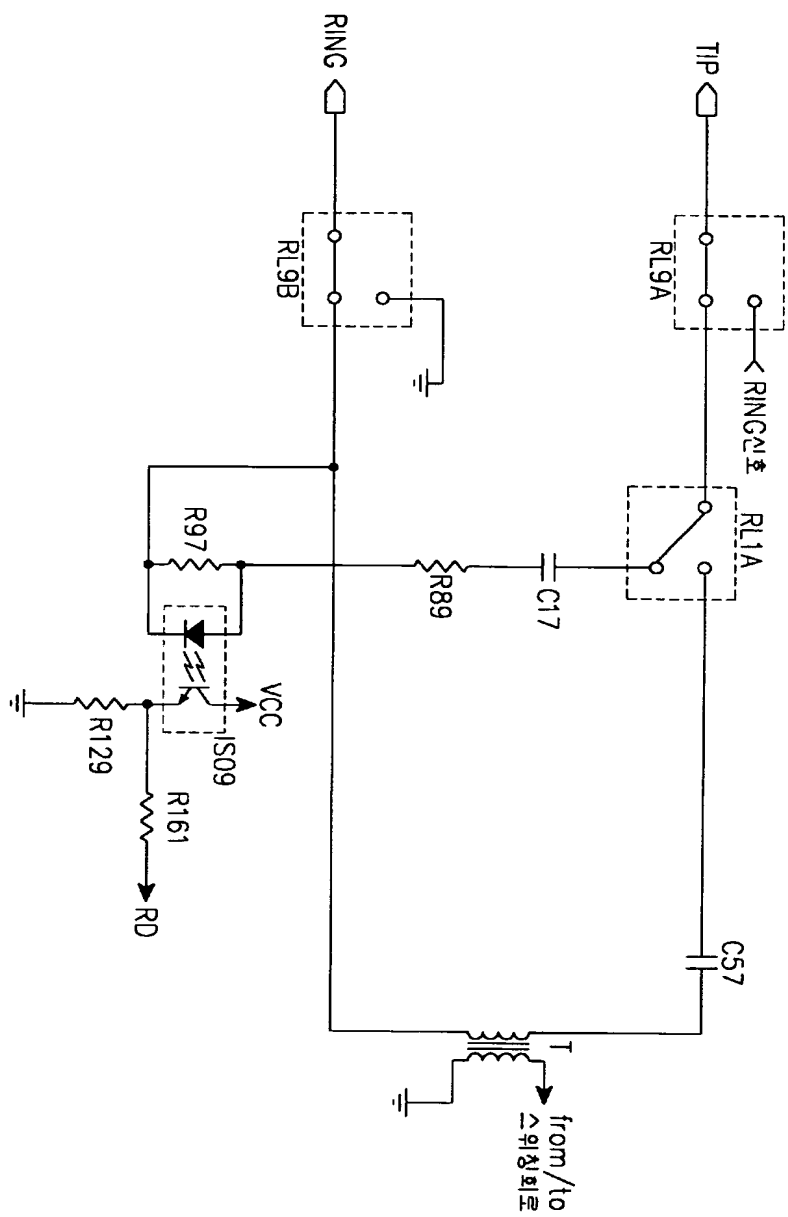 TIP
RING
RL9A
RING신호
RL9B
RL1A
C17
R89
R97
VCC
IS09
R129
R161
RD
C57
T
from/to
스위칭회로